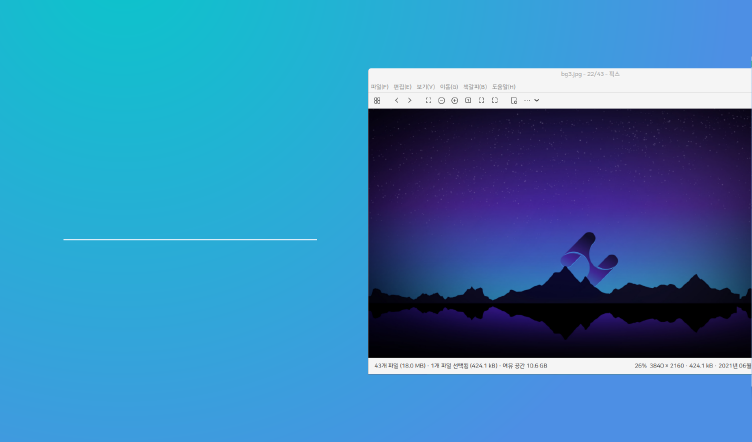 bg3.jpg - 22/43 - 픽스
파일(F) 편집(E) 보기(V) 이동(G) 책갈피(B) 도움말(H)
43개 파일 (18.0 MB) - 1개 파일 선택됨 (424.1 kB) - 여유 공간 10.6 GB
26% 3840 × 2160 - 424.1 kB - 2021년 06월